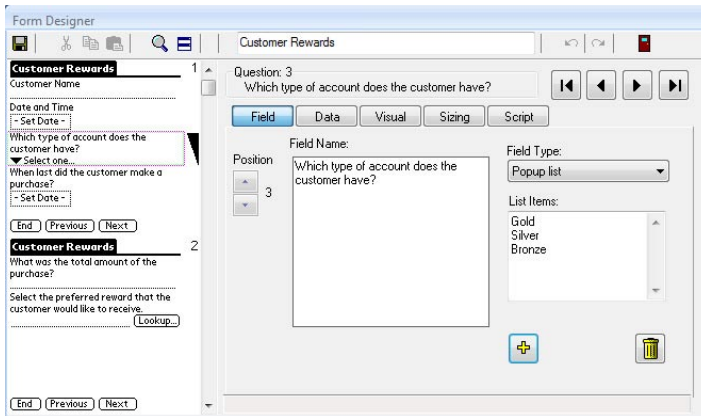 Form Designer
Customer Rewards
Customer Rewards 1
Customer Name
Date and Time
- Set Date -
Which type of account does the
customer have?
Select one...
When last did the customer make a
purchase?
- Set Date -
End Previous Next
Customer Rewards 2
What was the total amount of the
purchase?
Select the preferred reward that the
customer would like to receive.
Lookup...
End Previous Next
Question: 3
Which type of account does the customer have?
Field Data Visual Sizing Script
Position
3
Field Name:
Which type of account does the
customer have?
Field Type:
Popup list
List Items:
Gold
Silver
Bronze